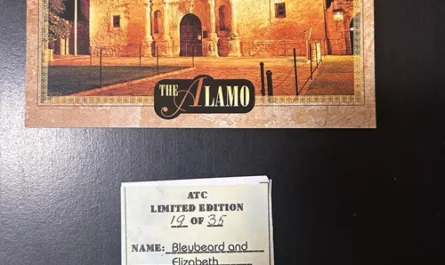 THE ALAMO
ATC
LIMITED EDITION
19 OF 35
NAME: Bleubeard and
Elizabeth